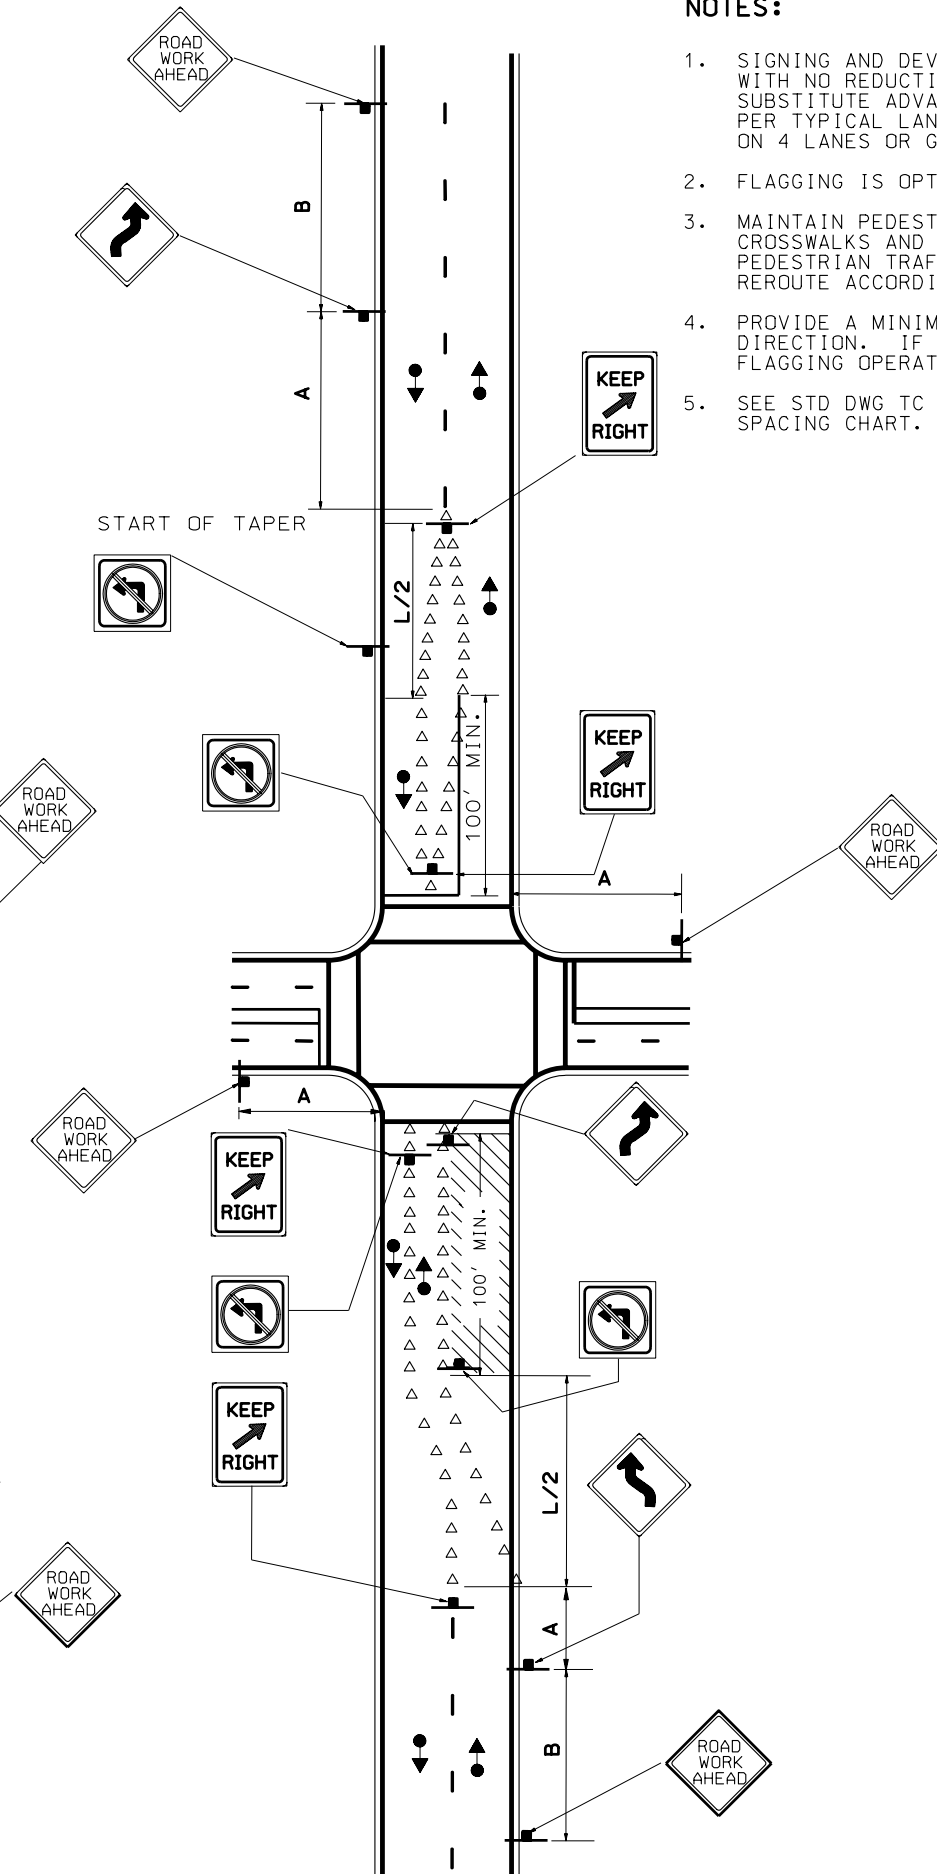 NOTES:
1. SIGNING AND DEV
WITH NO REDUCTI
SUBSTITUTE ADVA
PER TYPICAL LAN
ON 4 LANES OR G
2. FLAGGING IS OPT
3. MAINTAIN PEDEST
CROSSWALKS AND
PEDESTRIAN TRAF
REROUTE ACCORDI
4. PROVIDE A MINIM
DIRECTION. IF
FLAGGING OPERAT
5. SEE STD DWG TC
SPACING CHART.
ROAD
WORK
AHEAD
B
A
KEEP
RIGHT
START OF TAPER
L/2
100' MIN.
KEEP
RIGHT
ROAD
WORK
AHEAD
ROAD
WORK
AHEAD
A
A
ROAD
WORK
AHEAD
KEEP
RIGHT
100' MIN.
KEEP
RIGHT
L/2
ROAD
WORK
AHEAD
A
B
ROAD
WORK
AHEAD